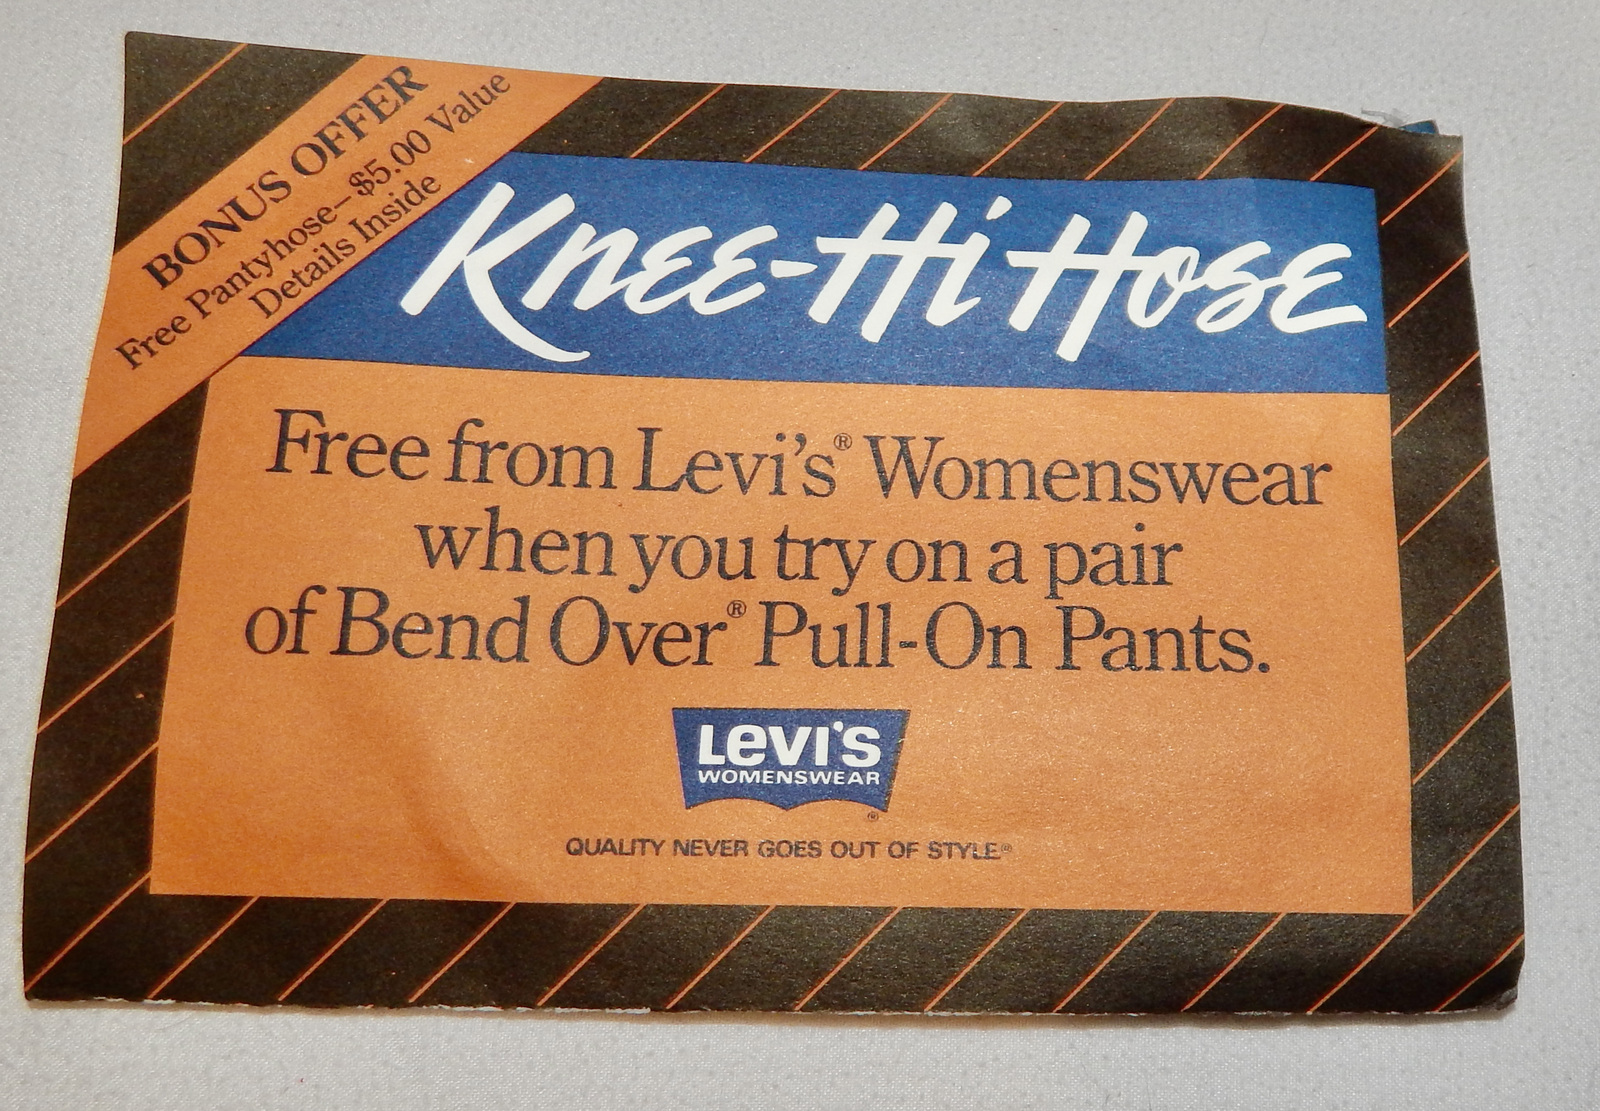 BONUS OFFER
Free Pantyhose–$5.00 Value
Details Inside
Knee-Hi Hose
Free from Levi's® Womenswear
when you try on a pair
of Bend Over® Pull-On Pants.
Levi's
WOMENSWEAR
®
QUALITY NEVER GOES OUT OF STYLE®